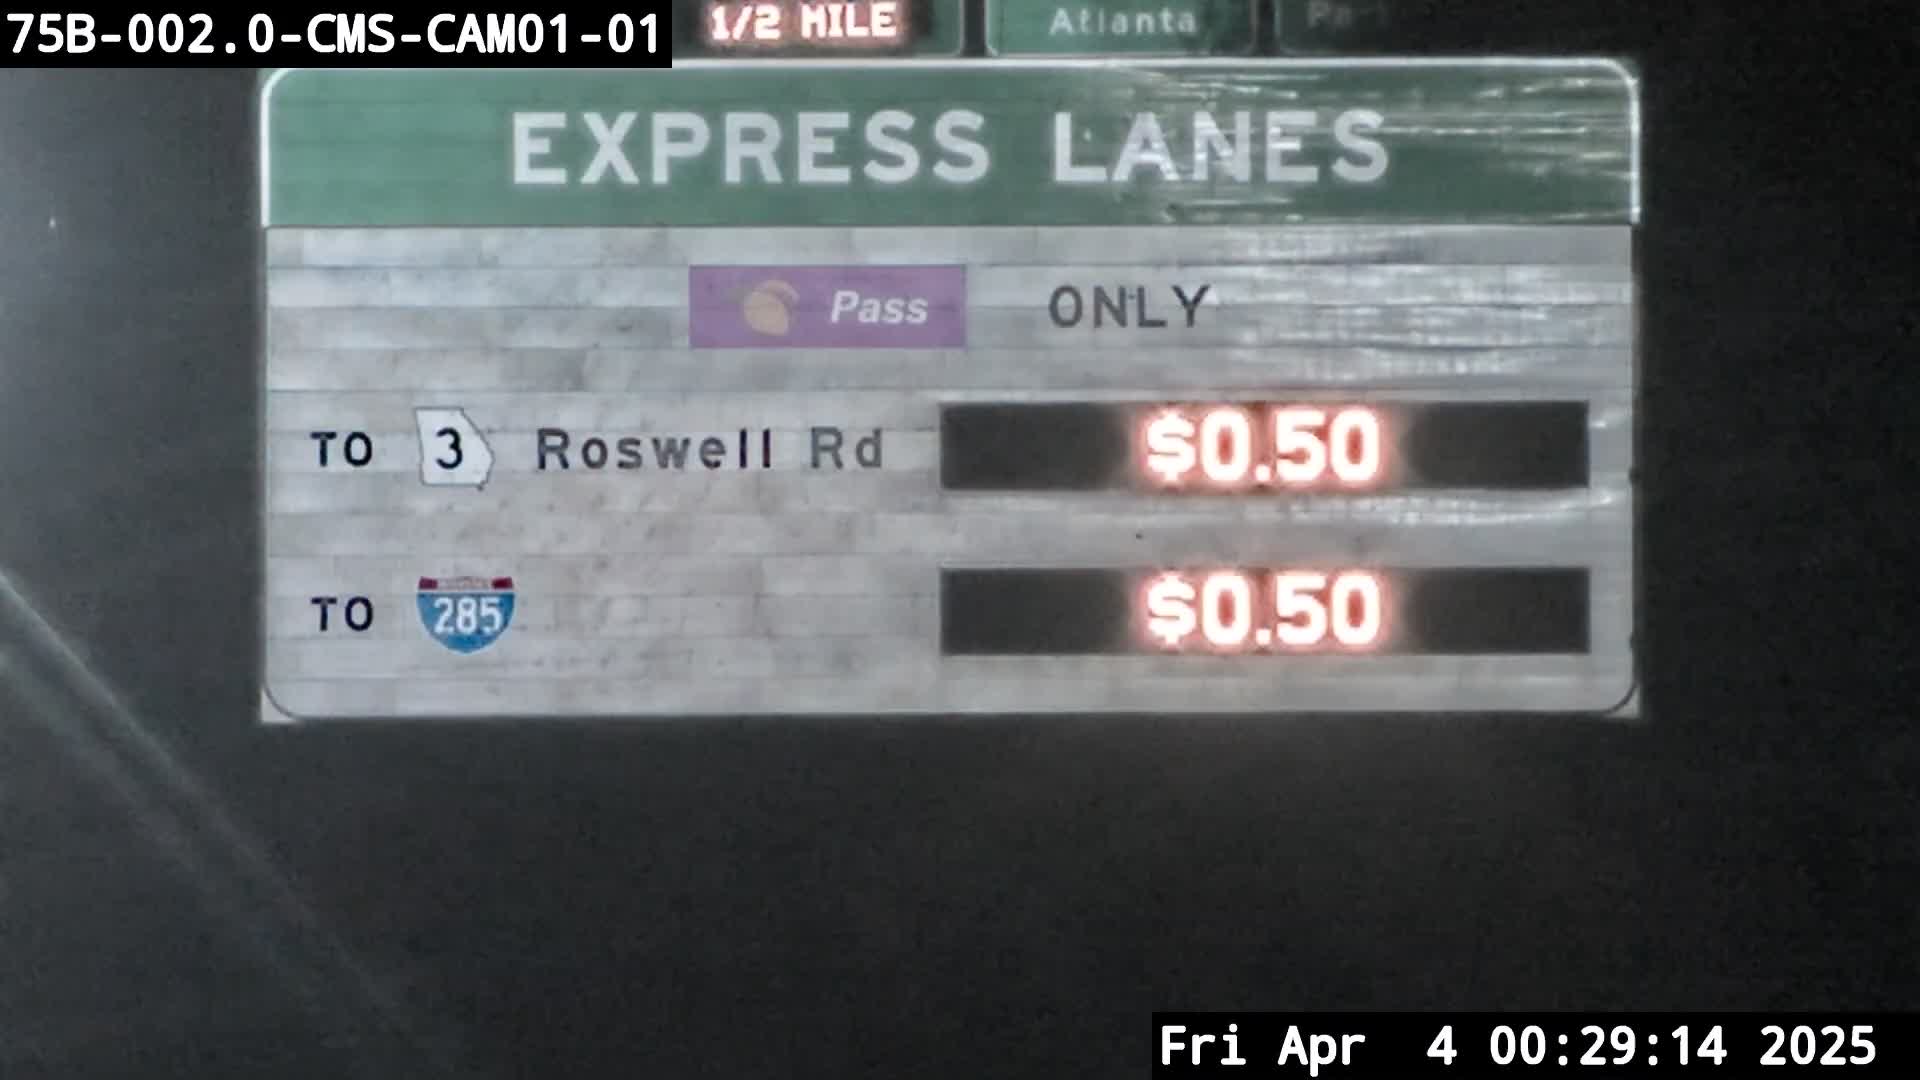 75B-002.0-CMS-CAM01-01
1/2 MILE
Atlanta
EXPRESS LANES
Pass ONLY
TO 3 Roswell Rd $0.50
TO 285 $0.50
Fri Apr 4 00:29:14 2025